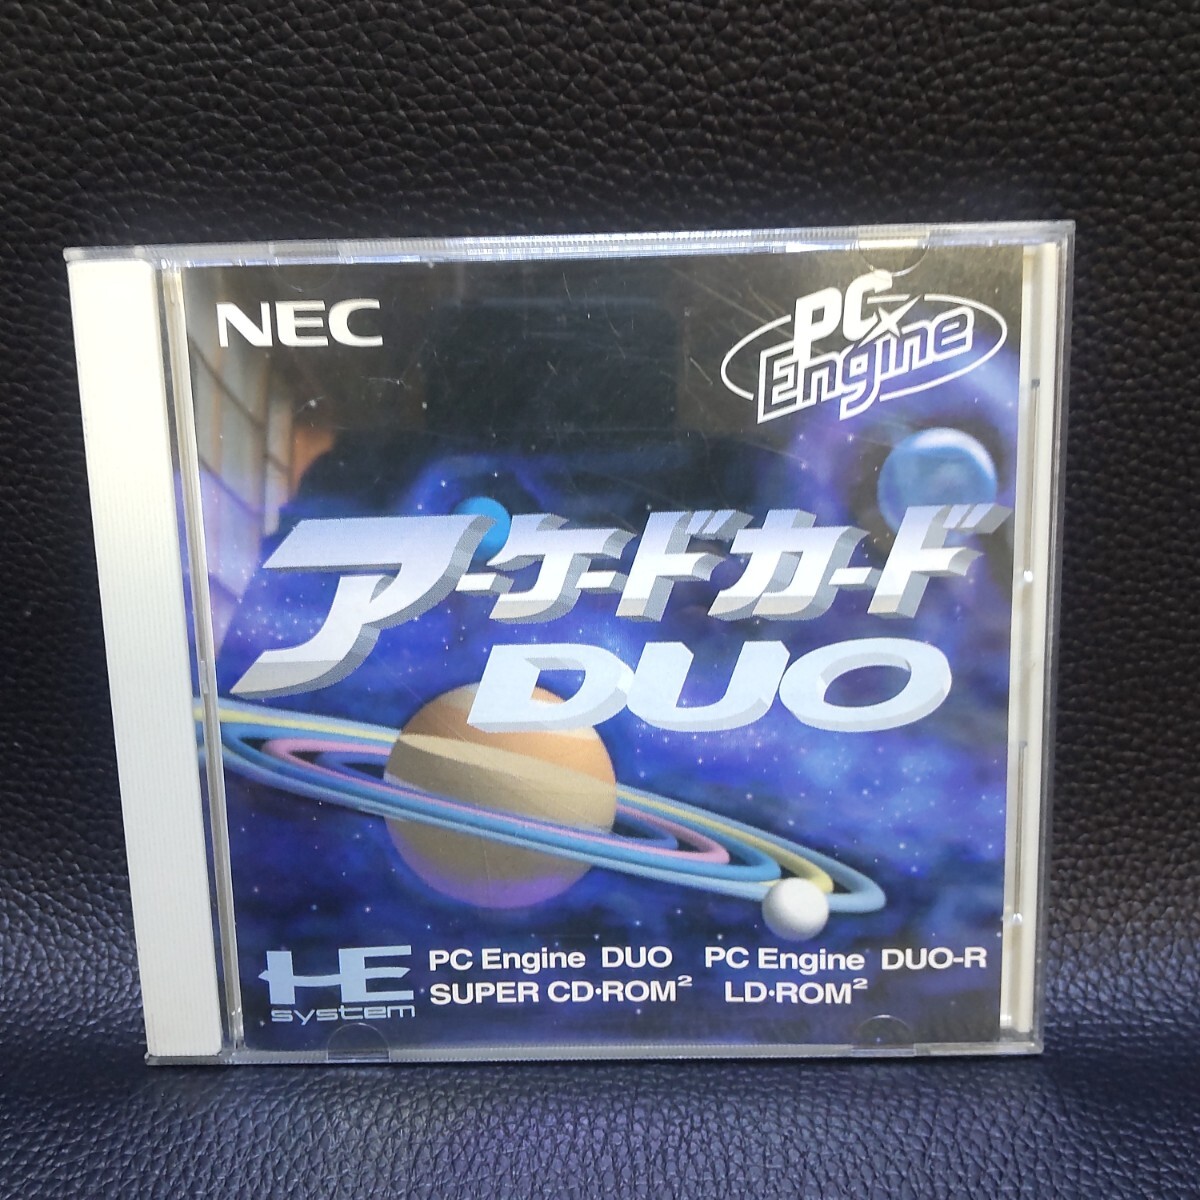 NEC
PC Engine
アーケードカード
DUO
HE system
PC Engine DUO PC Engine DUO-R
SUPER CD・ROM² LD・ROM²